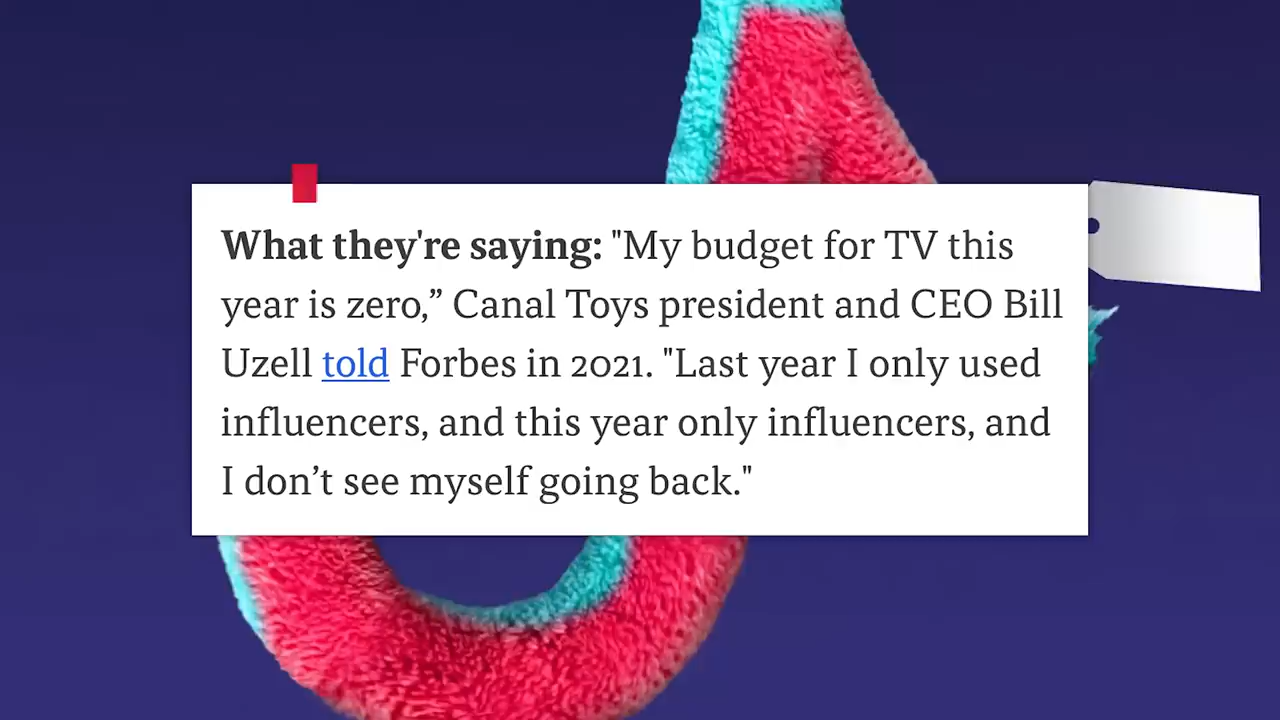 What they're saying: "My budget for TV this
year is zero,” Canal Toys president and CEO Bill
Uzell told Forbes in 2021. "Last year I only used
influencers, and this year only influencers, and
I don’t see myself going back."